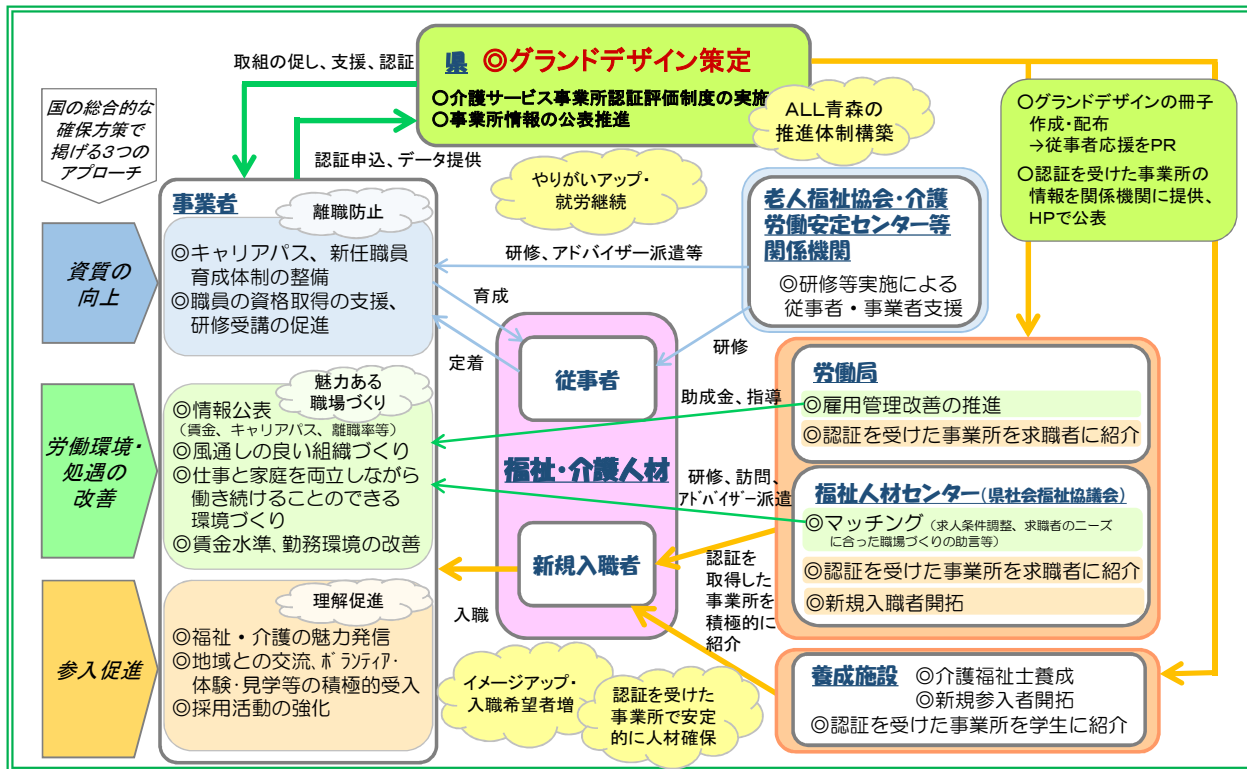 取組の促し、支援、認証
県 ◎グランドデザイン策定
○介護サービス事業所認証評価制度の実施
○事業所情報の公表推進
ALL青森の
推進体制構築
○グランドデザインの冊子
作成・配布
→従事者応援をPR
○認証を受けた事業所の
情報を関係機関に提供、
HPで公表
国の総合的な
確保方策で
掲げる3つの
アプローチ
認証申込、データ提供
やりがいアップ・
就労継続
資質の
向上
労働環境・
処遇の
改善
参入促進
事業者
離職防止
◎キャリアパス、新任職員
育成体制の整備
◎職員の資格取得の支援、
研修受講の促進
魅力ある
職場づくり
◎情報公表
（賃金、キャリアパス、離職率等）
◎風通しの良い組織づくり
◎仕事と家庭を両立しながら
働き続けることのできる
環境づくり
◎賃金水準、勤務環境の改善
理解促進
◎福祉・介護の魅力発信
◎地域との交流、ボランティア・
体験・見学等の積極的受入
◎採用活動の強化
研修、アドバイザー派遣等
育成
定着
研修
助成金、指導
研修、訪問、
アドバイザー派遣
認証を
取得した
事業所を
積極的に
紹介
入職
福祉・介護人材
従事者
新規入職者
老人福祉協会・介護
労働安定センター等
関係機関
◎研修等実施による
従事者・事業者支援
労働局
◎雇用管理改善の推進
◎認証を受けた事業所を求職者に紹介
福祉人材センター（県社会福祉協議会）
◎マッチング（求人条件調整、求職者のニーズ
に合った職場づくりの助言等）
◎認証を受けた事業所を求職者に紹介
◎新規入職者開拓
養成施設 ◎介護福祉士養成
◎新規参入者開拓
◎認証を受けた事業所を学生に紹介
イメージアップ・
入職希望者増
認証を受けた
事業所で安定
的に人材確保